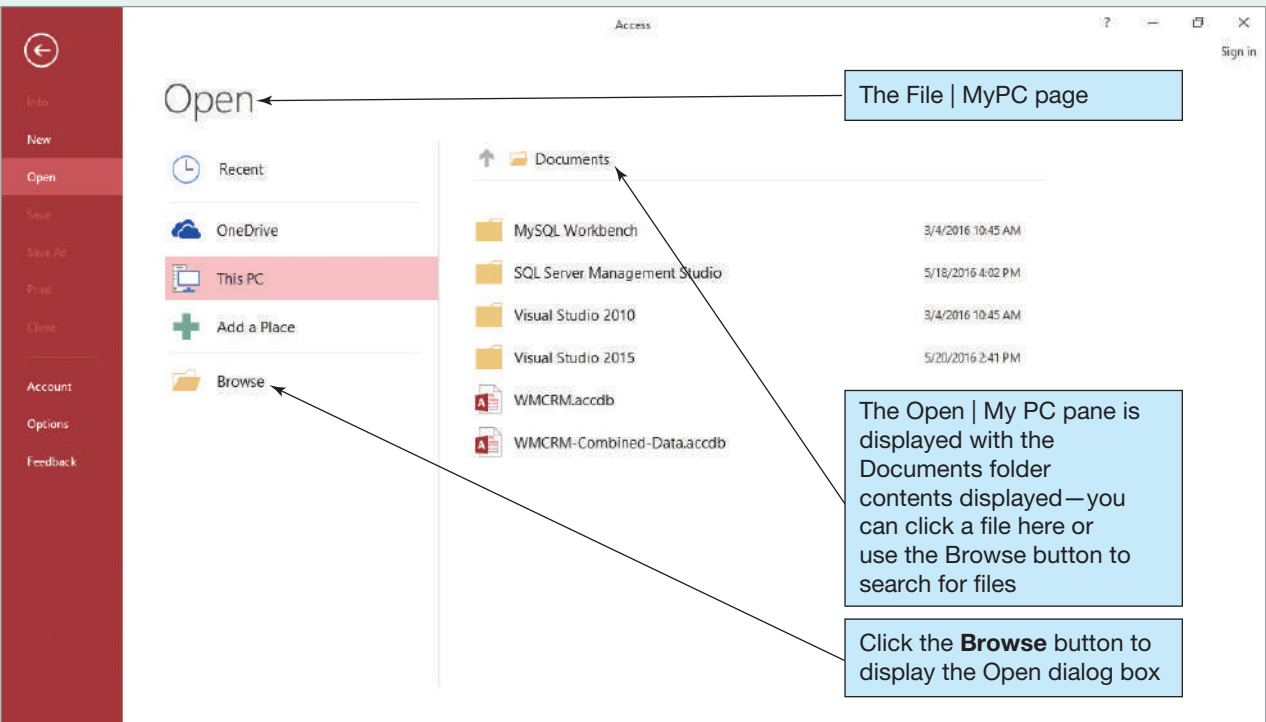 Access
?
Sign in
Info
New
Open
Save
Save As
Print
Close
Account
Options
Feedback
Open
Recent
OneDrive
This PC
Add a Place
Browse
Documents
MySQL Workbench 3/4/2016 10:45 AM
SQL Server Management Studio 5/18/2016 4:02 PM
Visual Studio 2010 3/4/2016 10:45 AM
Visual Studio 2015 5/20/2016 2:41 PM
WMCRM.accdb
WMCRM-Combined-Data.accdb
The File | MyPC page
The Open | My PC pane is
displayed with the
Documents folder
contents displayed—you
can click a file here or
use the Browse button to
search for files
Click the Browse button to
display the Open dialog box